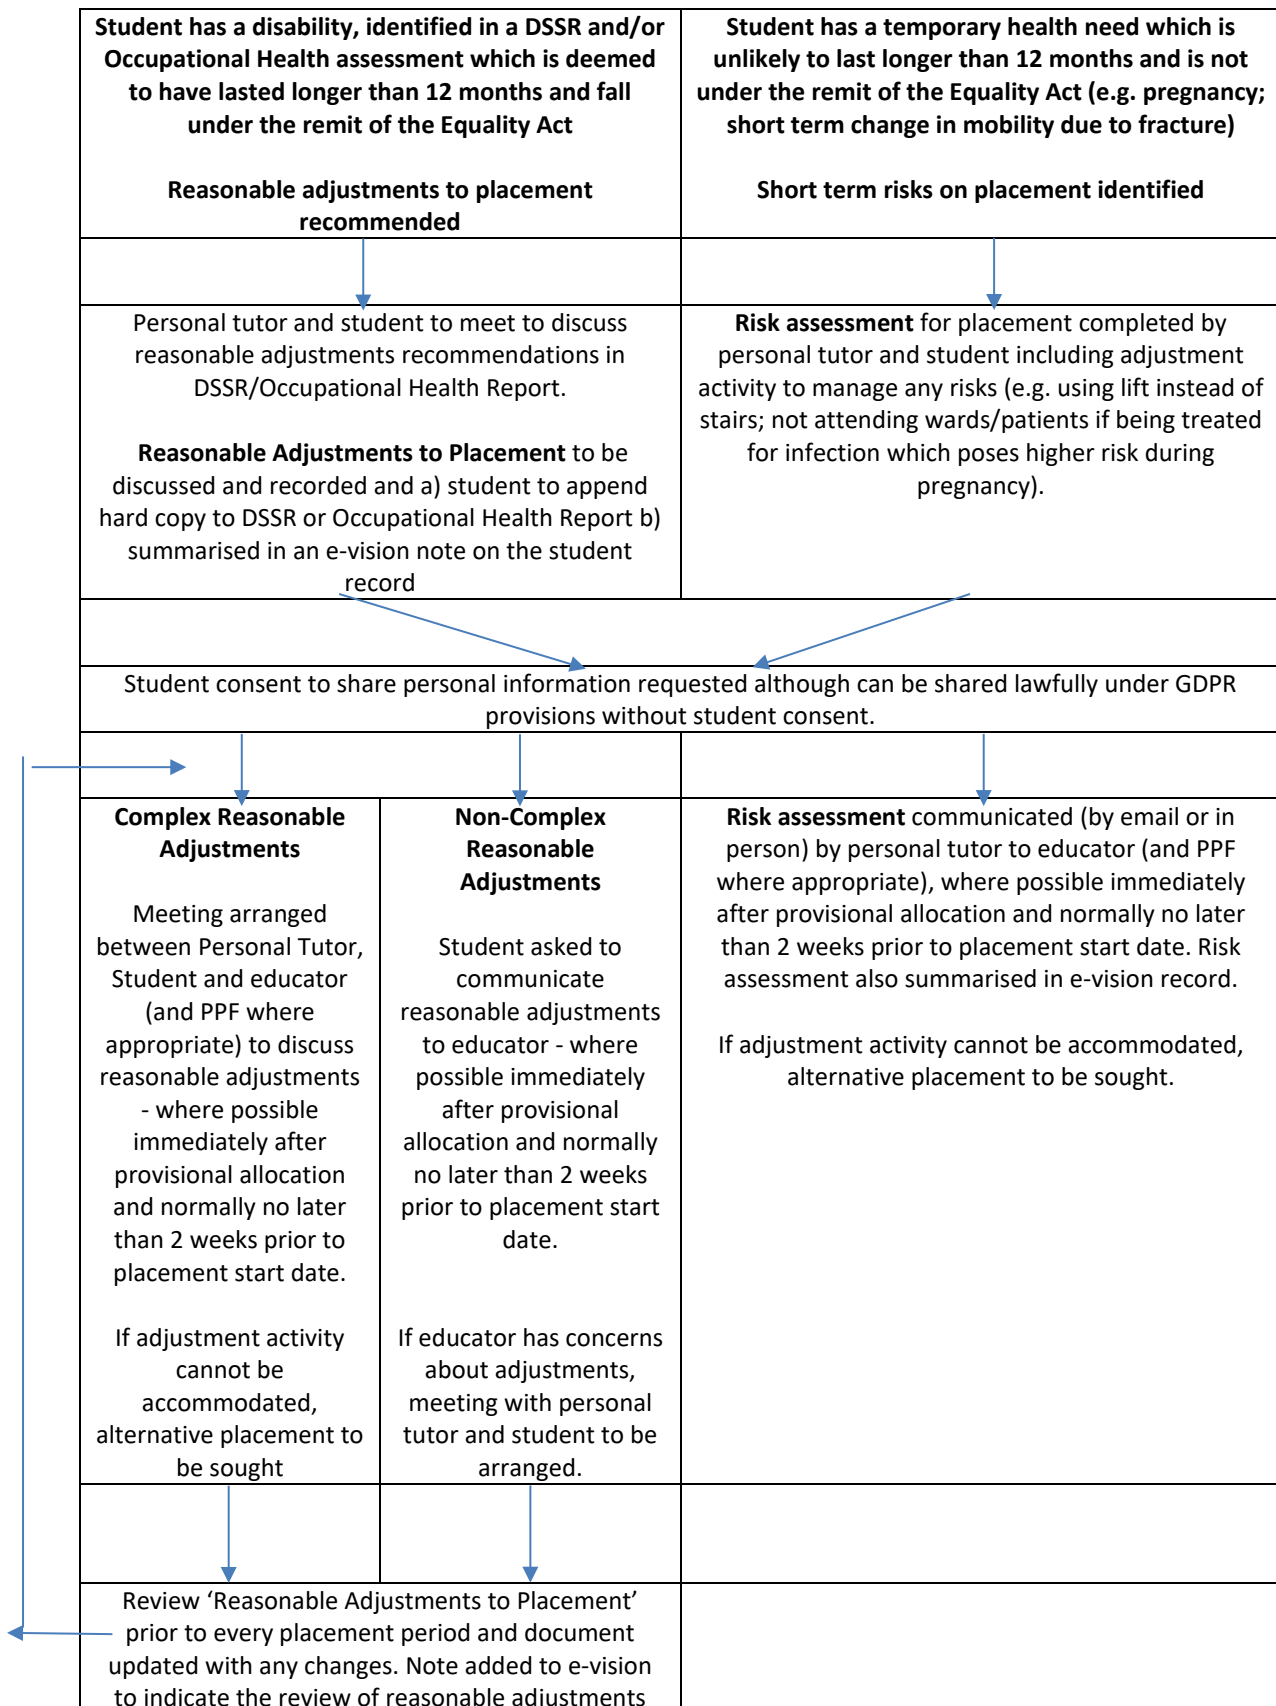 Student has a disability, identified in a DSSR and/or
Occupational Health assessment which is deemed
to have lasted longer than 12 months and fall
under the remit of the Equality Act
Reasonable adjustments to placement
recommended
Student has a temporary health need which is
unlikely to last longer than 12 months and is not
under the remit of the Equality Act (e.g. pregnancy;
short term change in mobility due to fracture)
Short term risks on placement identified
Personal tutor and student to meet to discuss
reasonable adjustments recommendations in
DSSR/Occupational Health Report.
Reasonable Adjustments to Placement to be
discussed and recorded and a) student to append
hard copy to DSSR or Occupational Health Report b)
summarised in an e-vision note on the student
record
Risk assessment for placement completed by
personal tutor and student including adjustment
activity to manage any risks (e.g. using lift instead of
stairs; not attending wards/patients if being treated
for infection which poses higher risk during
pregnancy).
Student consent to share personal information requested although can be shared lawfully under GDPR
provisions without student consent.
Complex Reasonable
Adjustments
Meeting arranged
between Personal Tutor,
Student and educator
(and PPF where
appropriate) to discuss
reasonable adjustments
- where possible
immediately after
provisional allocation
and normally no later
than 2 weeks prior to
placement start date.
If adjustment activity
cannot be
accommodated,
alternative placement to
be sought
Non-Complex
Reasonable
Adjustments
Student asked to
communicate
reasonable adjustments
to educator - where
possible immediately
after provisional
allocation and normally
no later than 2 weeks
prior to placement start
date.
If educator has concerns
about adjustments,
meeting with personal
tutor and student to be
arranged.
Risk assessment communicated (by email or in
person) by personal tutor to educator (and PPF
where appropriate), where possible immediately
after provisional allocation and normally no later
than 2 weeks prior to placement start date. Risk
assessment also summarised in e-vision record.
If adjustment activity cannot be accommodated,
alternative placement to be sought.
Review ‘Reasonable Adjustments to Placement’
prior to every placement period and document
updated with any changes. Note added to e-vision
to indicate the review of reasonable adjustments